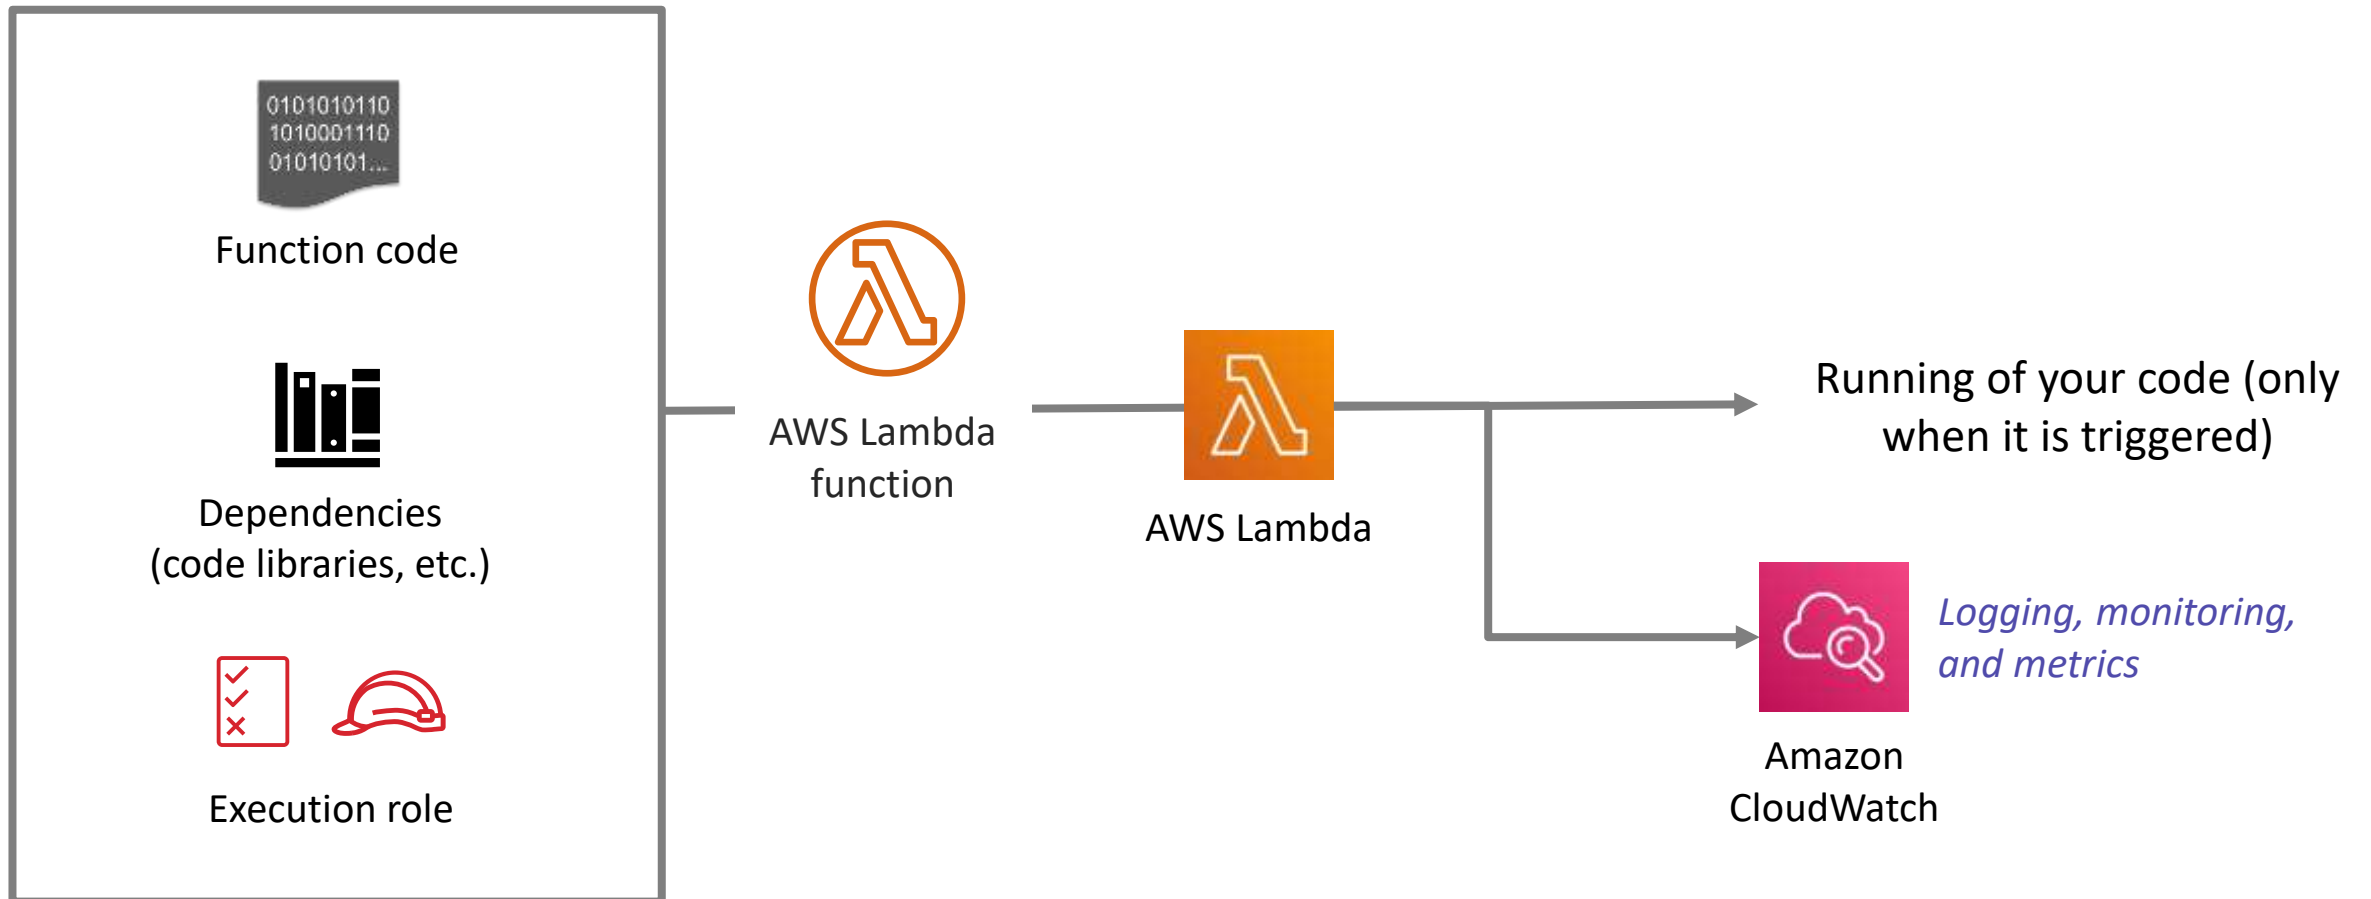 0101010110
1010001110
01010101...
Function code
Dependencies
(code libraries, etc.)
Execution role
AWS Lambda
function
AWS Lambda
Running of your code (only
when it is triggered)
Logging, monitoring,
and metrics
Amazon
CloudWatch